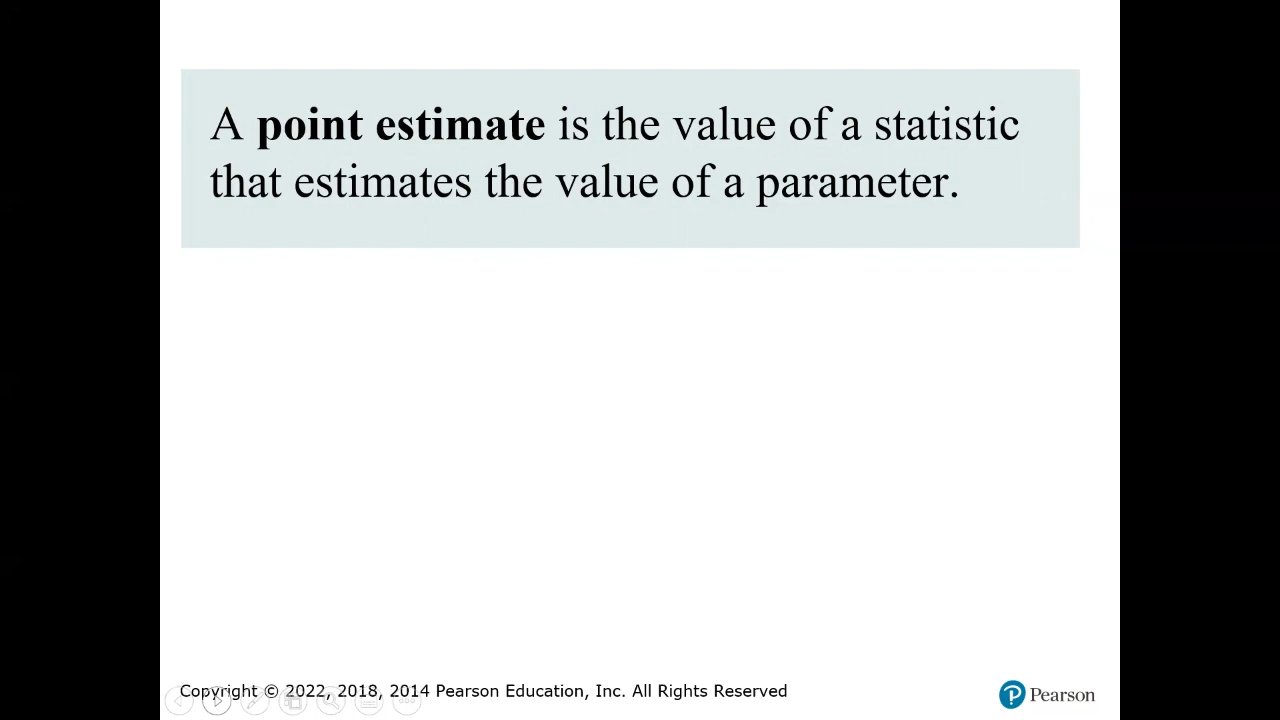 A point estimate is the value of a statistic
that estimates the value of a parameter.
Copyright © 2022, 2018, 2014 Pearson Education, Inc. All Rights Reserved
Pearson